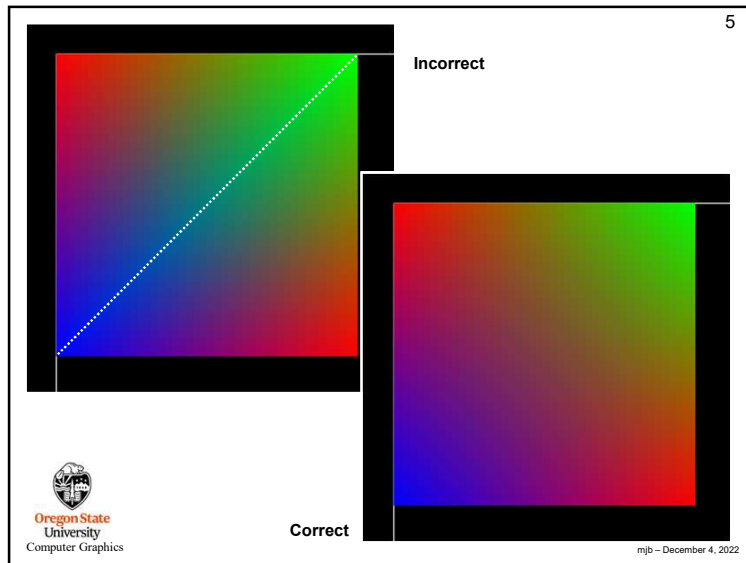 5
Incorrect
Correct
Oregon State
University
Computer Graphics
mjb – December 4, 2022